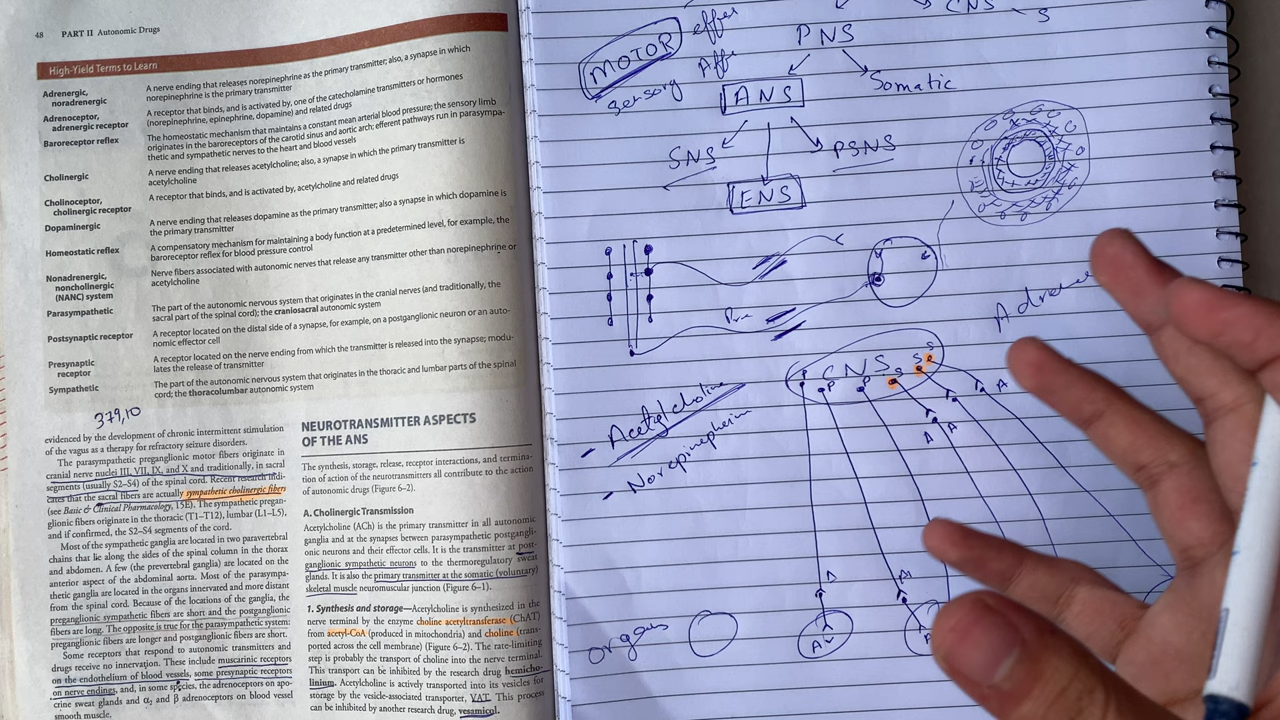 48 PART II Autonomic Drugs
High-Yield Terms to Learn
Adrenergic, noradrenergic
A nerve ending that releases norepinephrine as the primary transmitter; also, a synapse in which
norepinephrine is the primary transmitter
Adrenoceptor, adrenergic receptor
A receptor that binds, and is activated by, one of the catecholamine transmitters or hormones
(norepinephrine, epinephrine, dopamine) and related drugs
Baroreceptor reflex
The homeostatic mechanism that maintains a constant mean arterial blood pressure; the sensory limb
originates in the baroreceptors of the carotid sinus and aortic arch; efferent pathways run in parasympa-
thetic and sympathetic nerves to the heart and blood vessels
Cholinergic
A nerve ending that releases acetylcholine; also, a synapse in which the primary transmitter is
acetylcholine
Cholinoceptor, cholinergic receptor
A receptor that binds, and is activated by, acetylcholine and related drugs
Dopaminergic
A nerve ending that releases dopamine as the primary transmitter; also a synapse in which dopamine is
the primary transmitter
Homeostatic reflex
A compensatory mechanism for maintaining a body function at a predetermined level, for example, the
baroreceptor reflex for blood pressure control
Nonadrenergic, noncholinergic (NANC) system
Nerve fibers associated with autonomic nerves that release any transmitter other than norepinephrine or
acetylcholine
Parasympathetic
The part of the autonomic nervous system that originates in the cranial nerves (and traditionally, the
sacral part of the spinal cord); the craniosacral autonomic system
Postsynaptic receptor
A receptor located on the distal side of a synapse, for example, on a postganglionic neuron or an auto-
nomic effector cell
Presynaptic receptor
A receptor located on the nerve ending from which the transmitter is released into the synapse; modu-
lates the release of transmitter
Sympathetic
The part of the autonomic nervous system that originates in the thoracic and lumbar parts of the spinal
cord; the thoracolumbar autonomic system
379,10
evidenced by the development of chronic intermittent stimulation
of the vagus as a therapy for refractory seizure disorders.
The parasympathetic preganglionic motor fibers originate in
cranial nerve nuclei III, VII, IX, and X and traditionally, in sacral
segments (usually S2–S4) of the spinal cord. Recent research indi-
cates that the sacral fibers are actually sympathetic cholinergic fibers
(see Basic & Clinical Pharmacology, 15E). The sympathetic pregan-
glionic fibers originate in the thoracic (T1–T12), lumbar (L1–L5),
and if confirmed, the S2–S4 segments of the cord.
Most of the sympathetic ganglia are located in two paravertebral
chains that lie along the sides of the spinal column in the thorax
and abdomen. A few (the prevertebral ganglia) are located on the
anterior aspect of the abdominal aorta. Most of the parasympa-
thetic ganglia are located in the organs innervated and more distant
from the spinal cord. Because of the locations of the ganglia, the
preganglionic sympathetic fibers are short and the postganglionic
fibers are long. The opposite is true for the parasympathetic system:
preganglionic fibers are longer and postganglionic fibers are short.
Some receptors that respond to autonomic transmitters and
drugs receive no innervation. These include muscarinic receptors
on the endothelium of blood vessels, some presynaptic receptors
on nerve endings, and, in some species, the adrenoceptors on apo-
crine sweat glands and α2 and β adrenoceptors on blood vessel
smooth muscle.
NEUROTRANSMITTER ASPECTS
OF THE ANS
The synthesis, storage, release, receptor interactions, and termina-
tion of action of the neurotransmitters all contribute to the action
of autonomic drugs (Figure 6–2).
A. Cholinergic Transmission
Acetylcholine (ACh) is the primary transmitter in all autonomic
ganglia and at the synapses between parasympathetic postgangli-
onic neurons and their effector cells. It is the transmitter at post-
ganglionic sympathetic neurons to the thermoregulatory sweat
glands. It is also the primary transmitter at the somatic (voluntary)
skeletal muscle neuromuscular junction (Figure 6–1).
1. Synthesis and storage—Acetylcholine is synthesized in the
nerve terminal by the enzyme choline acetyltransferase (ChAT)
from acetyl-CoA (produced in mitochondria) and choline (trans-
ported across the cell membrane) (Figure 6–2). The rate-limiting
step is probably the transport of choline into the nerve terminal.
This transport can be inhibited by the research drug hemicho-
linium. Acetylcholine is actively transported into its vesicles for
storage by the vesicle-associated transporter, VAT. This process
can be inhibited by another research drug, vesamicol.
CNS S
MOTOR effer
PNS
Sensory Affe
Somatic
ANS
SNS
PSNS
ENS
Adrene
CNS
P P S S S
- Acetylcholine
- Norepinephrin
A A A
organs